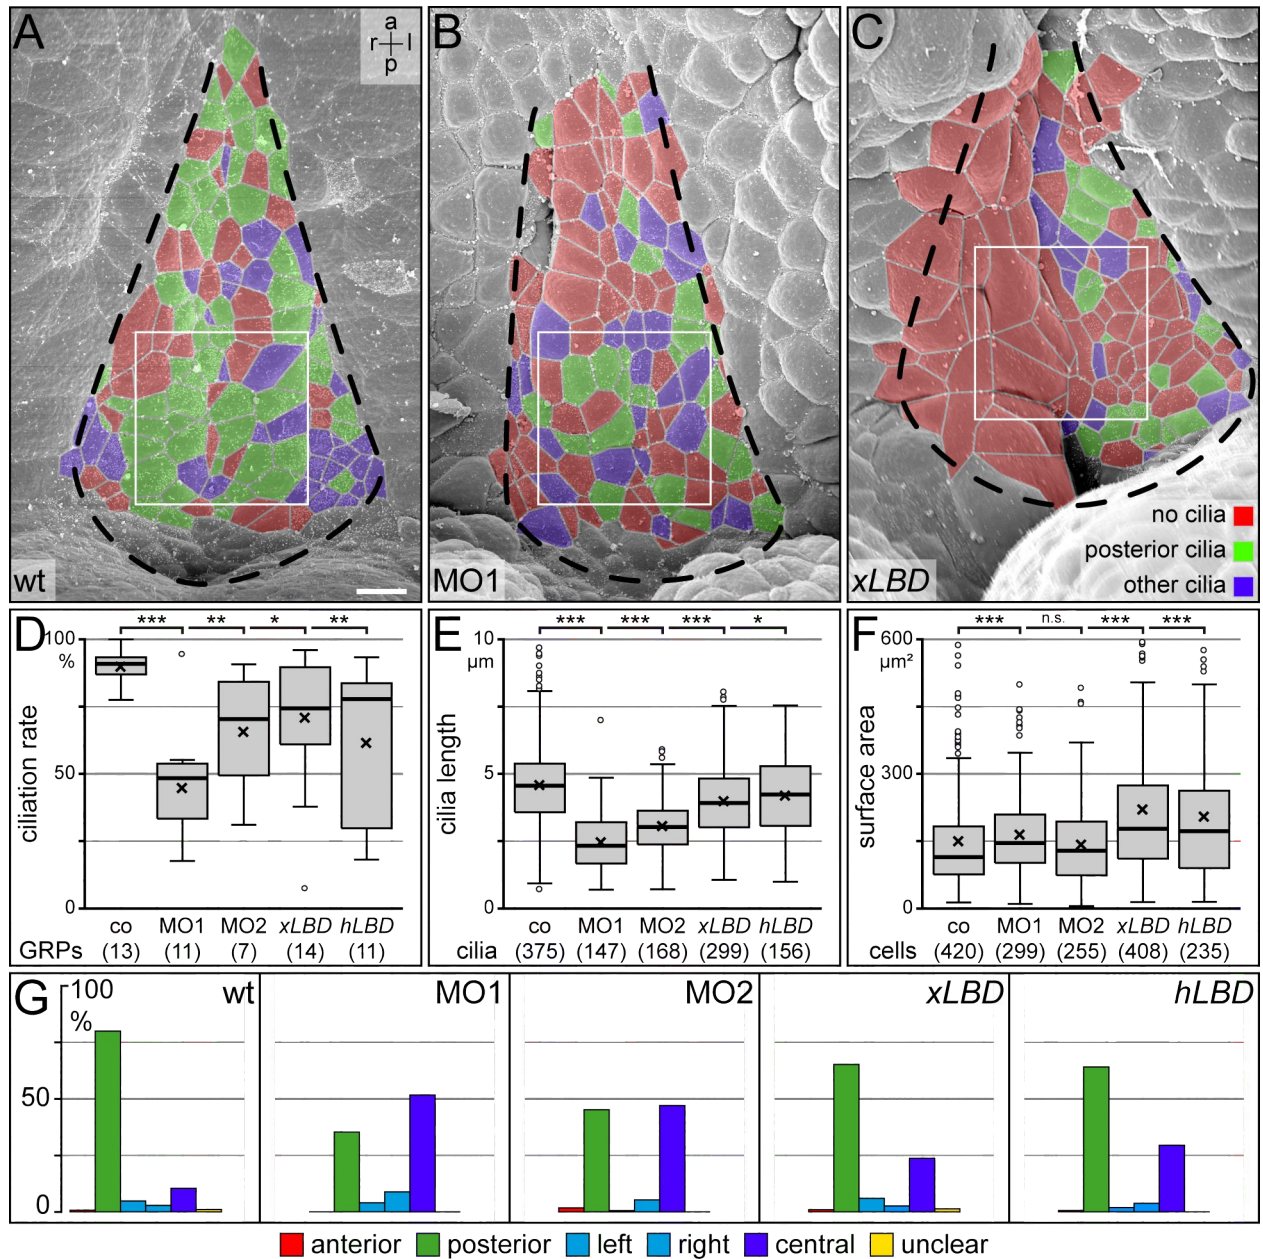 A
a
r l
p
wt
B
MO1
C
no cilia
posterior cilia
other cilia
xLBD
D
*** ** * **
100
%
50
0
ciliation rate
co MO1 MO2 xLBD hLBD
GRPs (13) (11) (7) (14) (11)
E
*** *** *** *
10
µm
5
0
cilia length
co MO1 MO2 xLBD hLBD
cilia (375) (147) (168) (299) (156)
F
*** n.s. *** ***
600
µm²
300
0
surface area
co MO1 MO2 xLBD hLBD
cells (420) (299) (255) (408) (235)
G
100
%
50
0
wt MO1 MO2 xLBD hLBD
anterior posterior left right central unclear